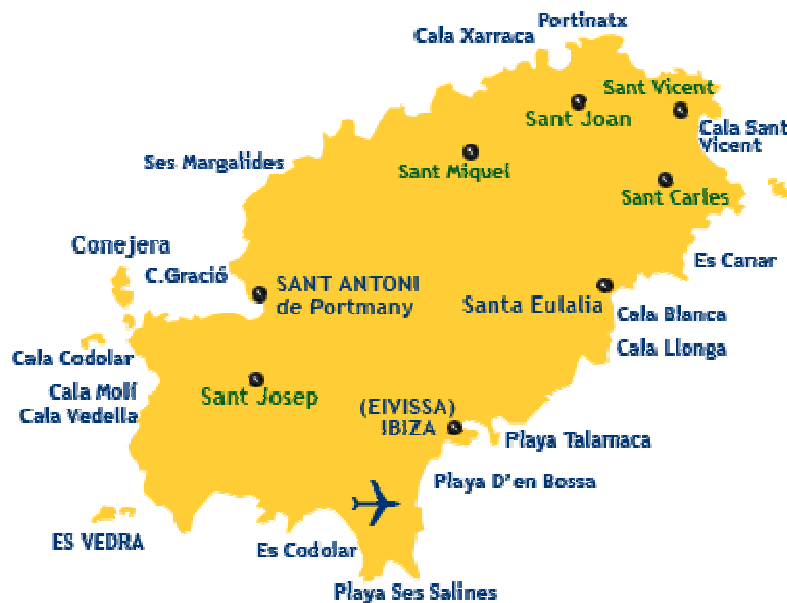 Portinatx
Cala Xarraca
Sant Vicent
Sant Joan
Cala Sant
Vicent
Ses Margalides
Sant Miquel
Sant Carles
Conejera
C.Gració
Es Canar
SANT ANTONI
de Portmany
Santa Eulalia
Cala Blanca
Cala Llonga
Cala Codolar
Cala Molí
Cala Vedella
Sant Josep
(EIVISSA)
IBIZA
Playa Talamaca
Playa D'en Bossa
ES VEDRA
Es Codolar
Playa Ses Salines